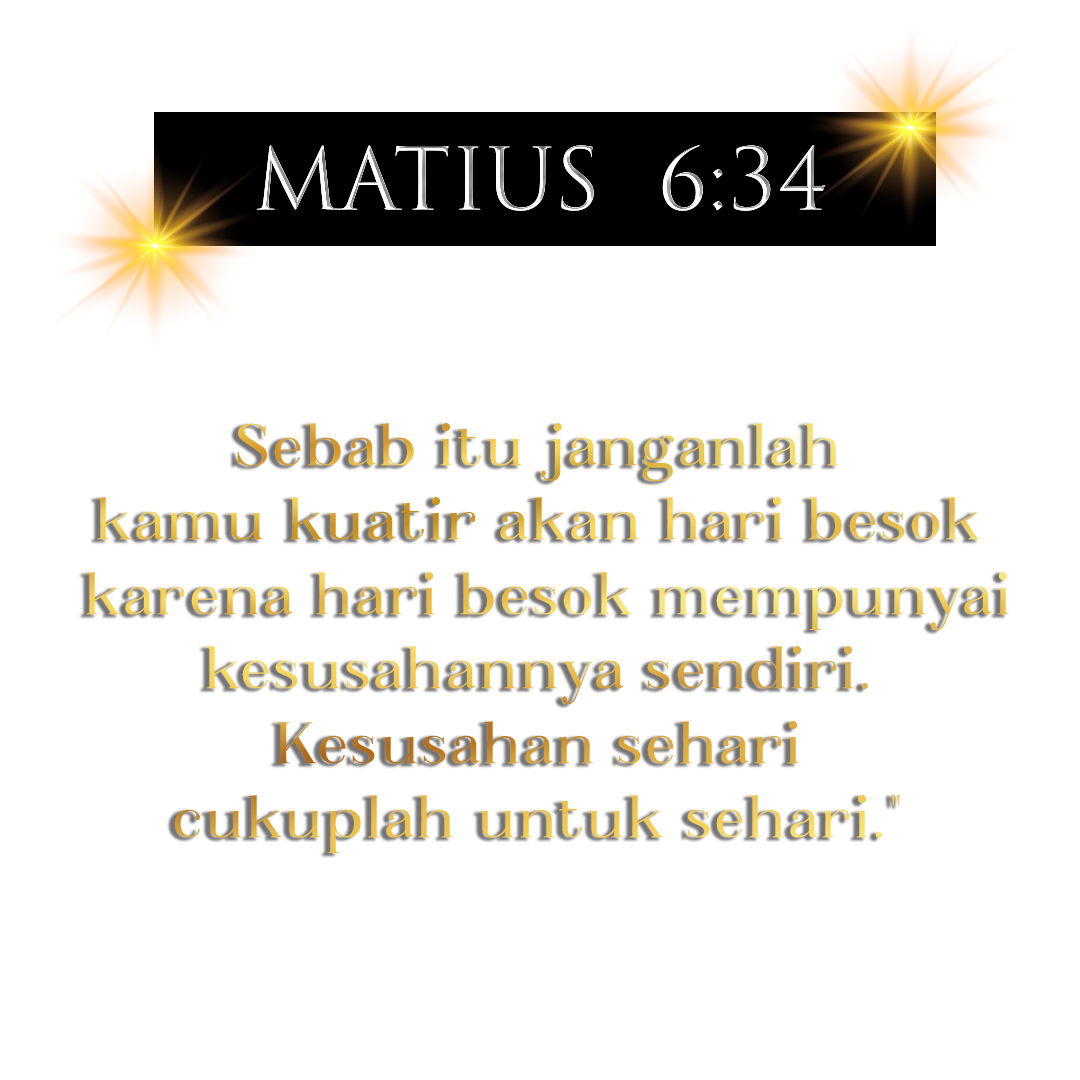 MATIUS 6:34
Sebab itu janganlah
kamu kuatir akan hari besok
karena hari besok mempunyai
kesusahannya sendiri.
Kesusahan sehari
cukuplah untuk sehari."